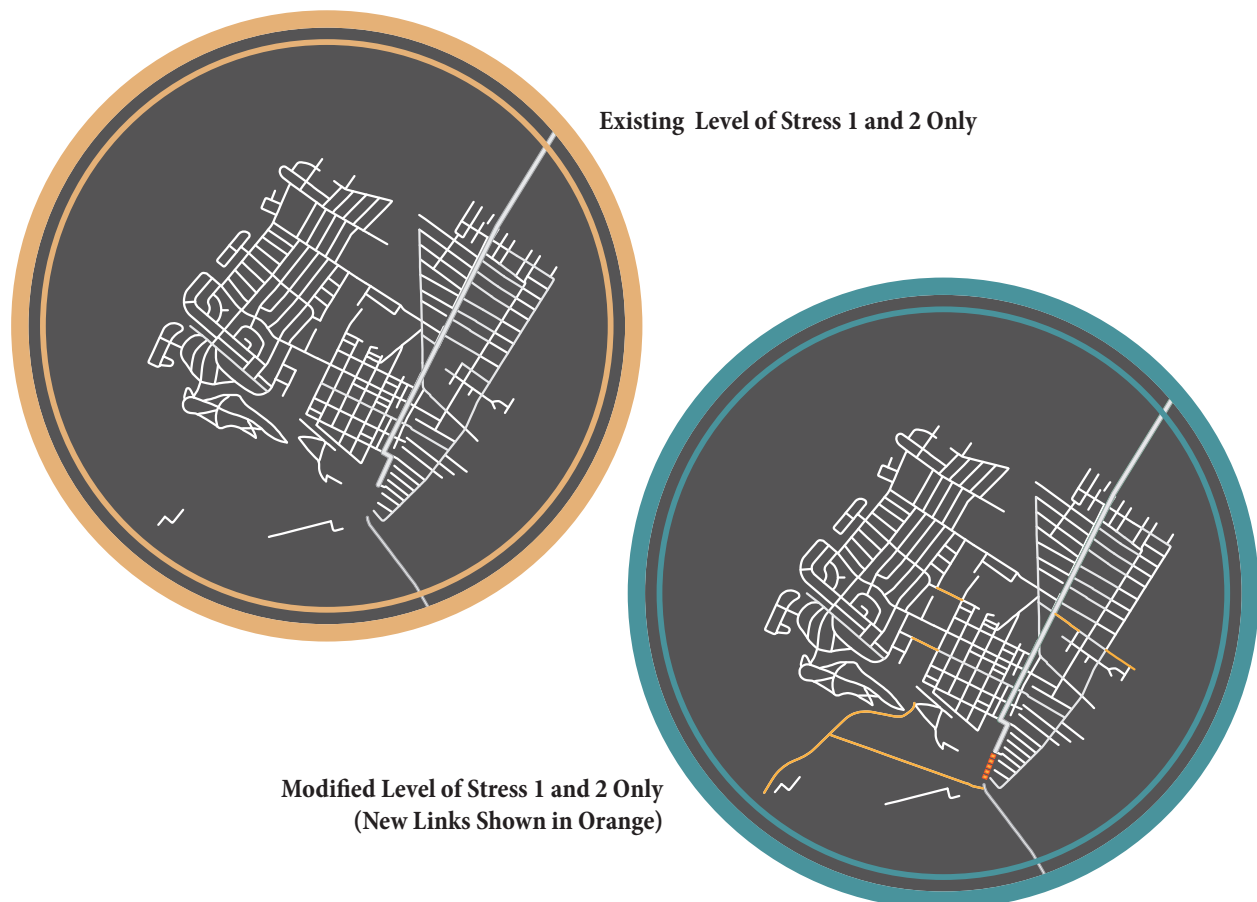 Existing Level of Stress 1 and 2 Only
Modified Level of Stress 1 and 2 Only
(New Links Shown in Orange)